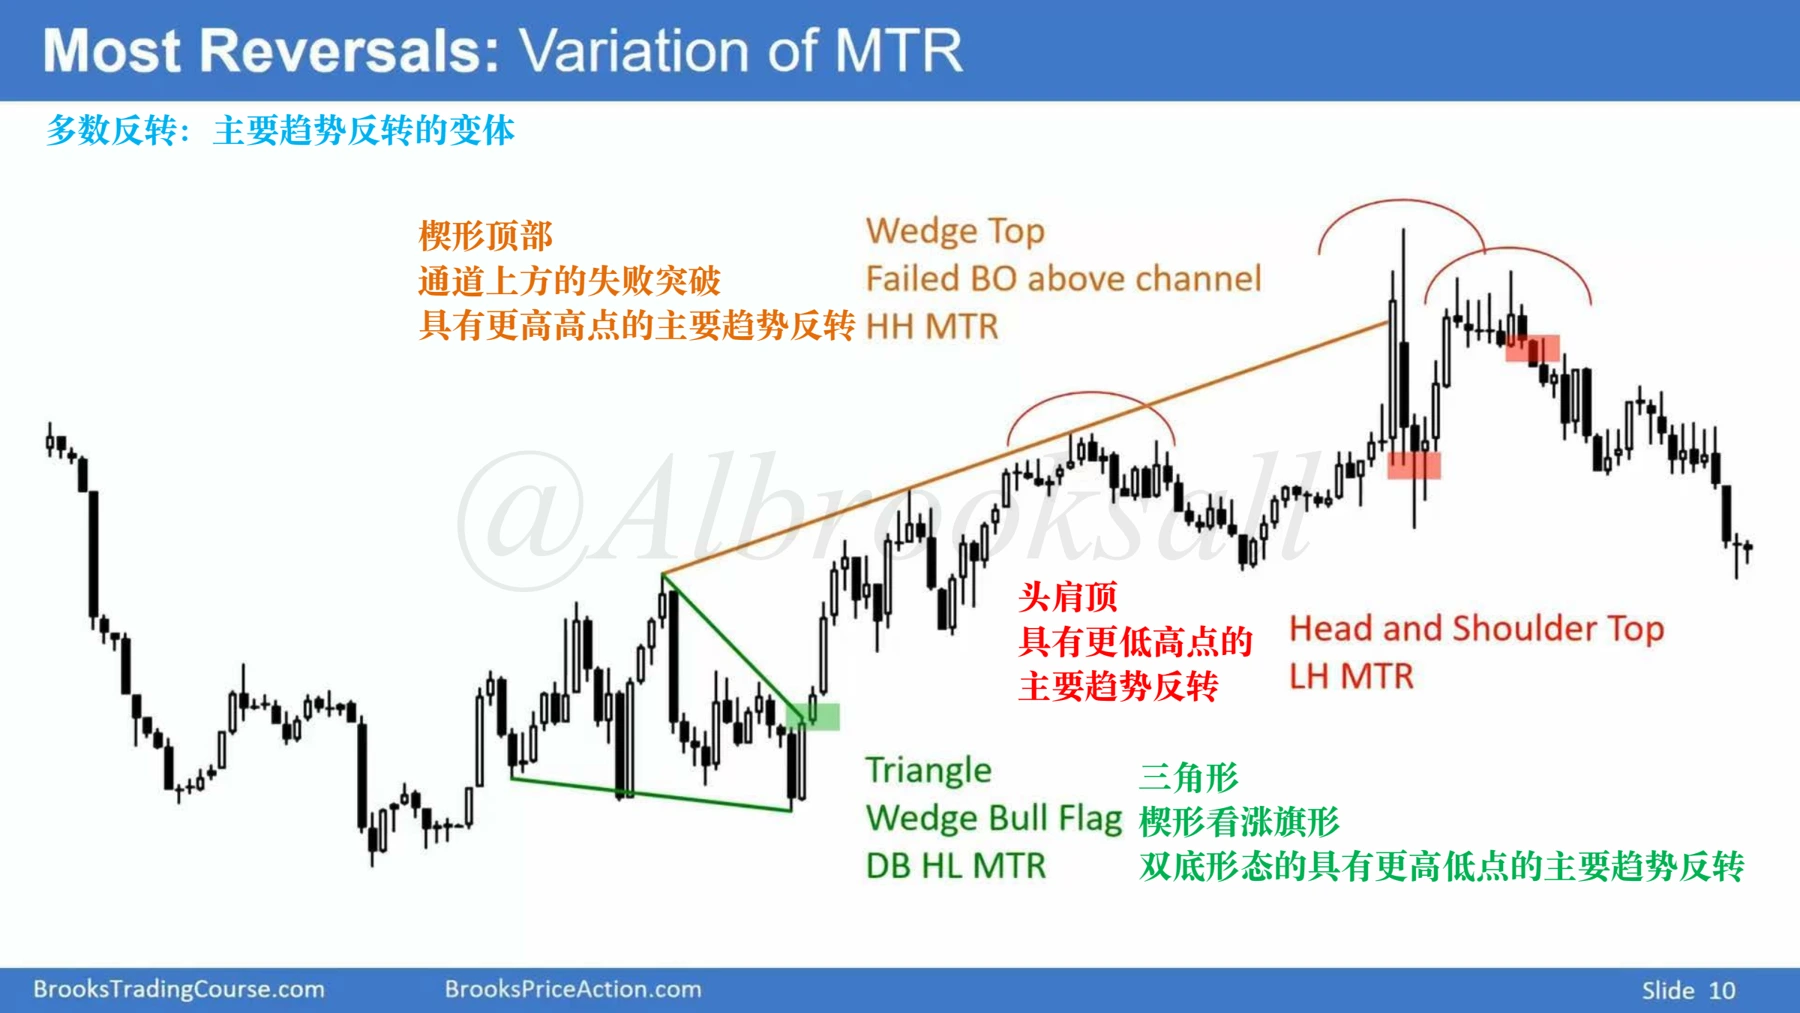 Most Reversals: Variation of MTR
多数反转：主要趋势反转的变体
楔形顶部
通道上方的失败突破
具有更高高点的主要趋势反转
Wedge Top
Failed BO above channel
HH MTR
@Albrooksall
头肩顶
具有更低高点的
主要趋势反转
Head and Shoulder Top
LH MTR
Triangle
Wedge Bull Flag
DB HL MTR
三角形
楔形看涨旗形
双底形态的具有更高低点的主要趋势反转
BrooksTradingCourse.com
BrooksPriceAction.com
Slide 10